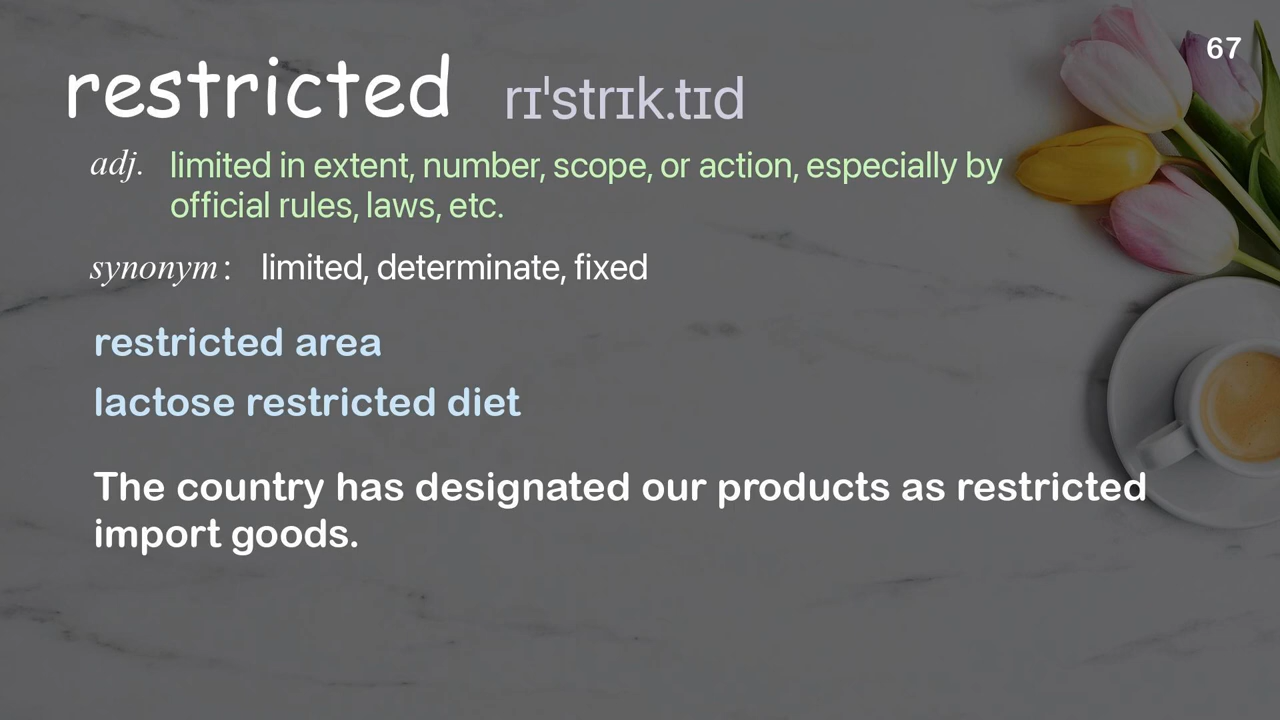 67
restricted rɪˈstrɪk.tɪd
adj. limited in extent, number, scope, or action, especially by
official rules, laws, etc.
synonym: limited, determinate, fixed
restricted area
lactose restricted diet
The country has designated our products as restricted
import goods.